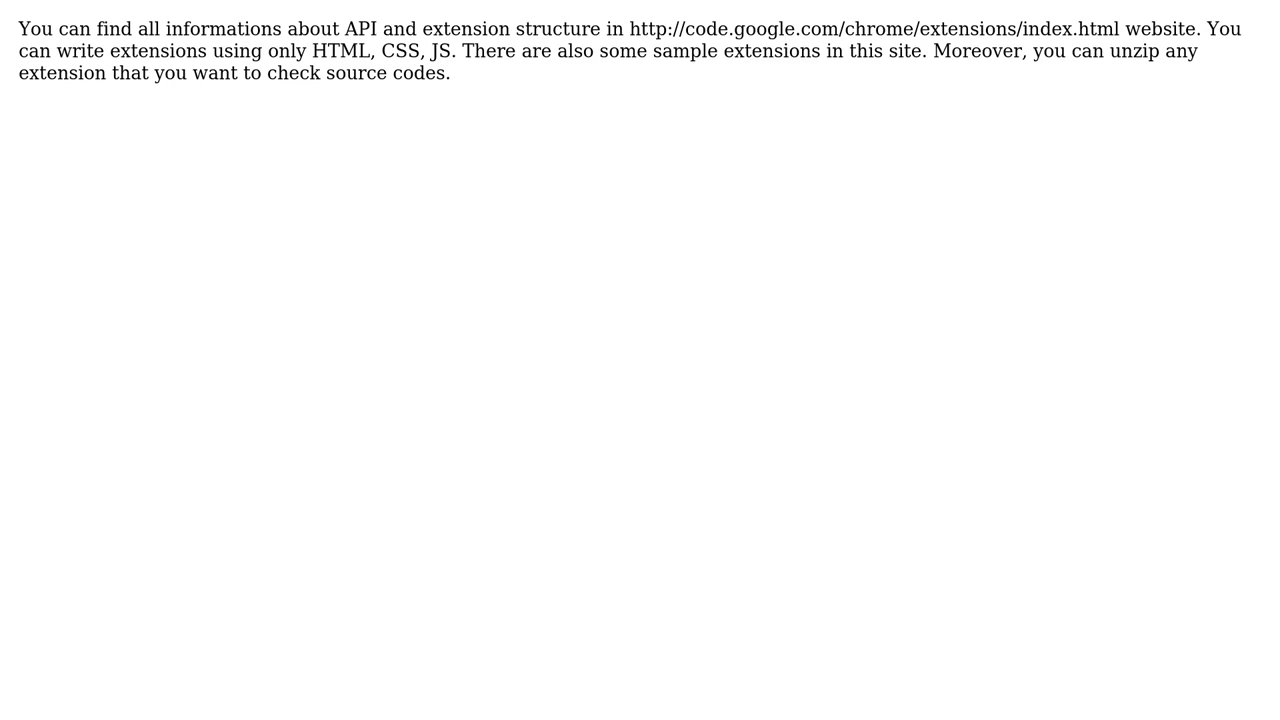 You can find all informations about API and extension structure in http://code.google.com/chrome/extensions/index.html website. You
can write extensions using only HTML, CSS, JS. There are also some sample extensions in this site. Moreover, you can unzip any
extension that you want to check source codes.